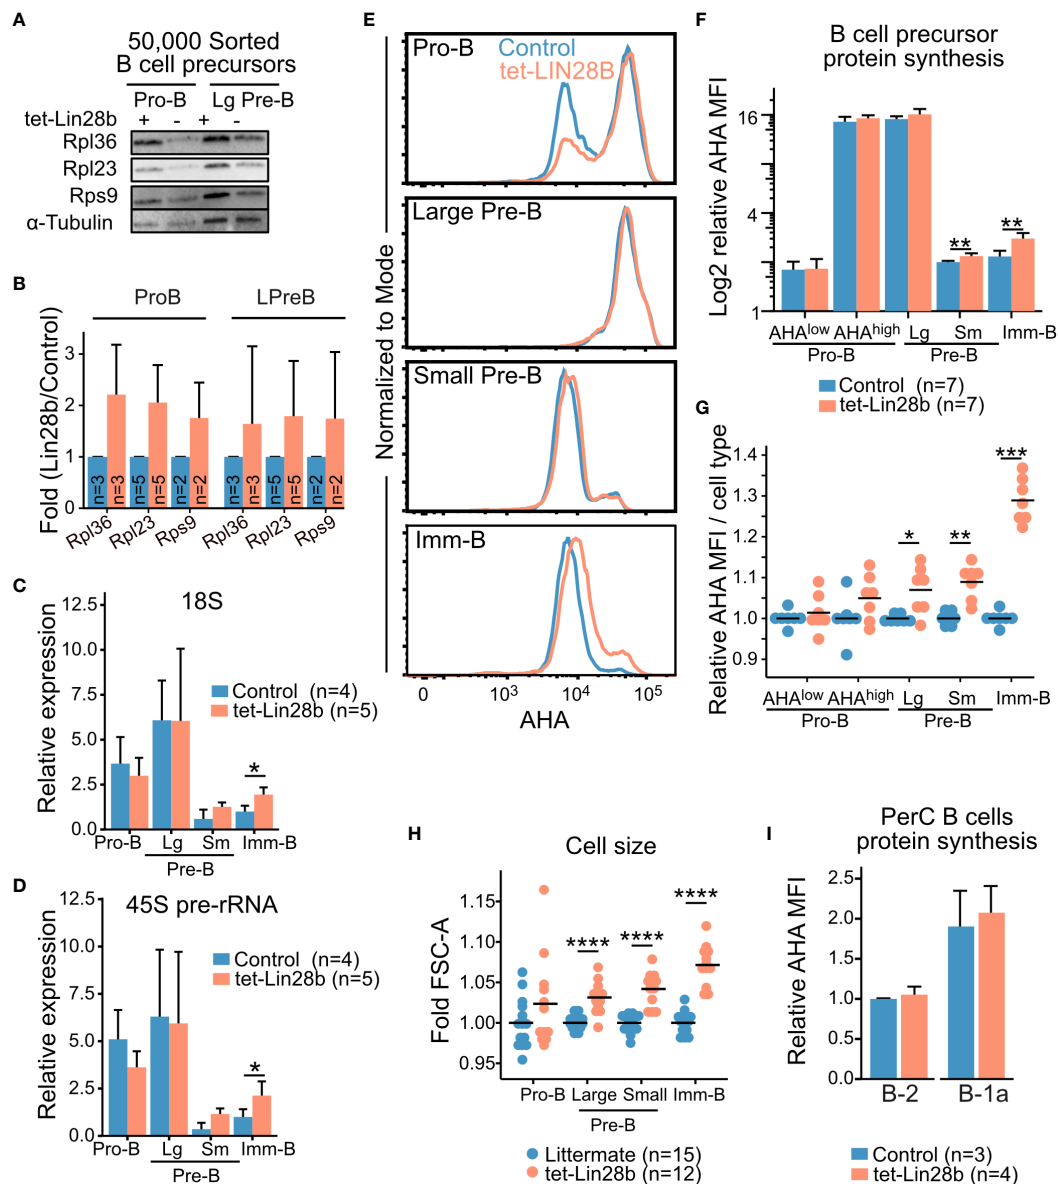 A
50,000 Sorted
B cell precursors
Pro-B Lg Pre-B
tet-Lin28b + - + -
Rpl36
Rpl23
Rps9
α-Tubulin
B
ProB LPreB
Fold (Lin28b/Control)
3
2
1
0
n=3 n=3 n=5 n=5 n=2 n=2 n=3 n=3 n=5 n=5 n=2 n=2
Rpl36 Rpl23 Rps9 Rpl36 Rpl23 Rps9
C
18S
Relative expression
12.5
10.0
7.5
5.0
2.5
0.0
Control (n=4)
tet-Lin28b (n=5)
*
Pro-B Lg Sm Imm-B
Pre-B
D
45S pre-rRNA
Relative expression
12.5
10.0
7.5
5.0
2.5
0.0
Control (n=4)
tet-Lin28b (n=5)
*
Pro-B Lg Sm Imm-B
Pre-B
E
Normalized to Mode
Pro-B
Control
tet-LIN28B
Large Pre-B
Small Pre-B
Imm-B
0 10³ 10⁴ 10⁵
AHA
F
B cell precursor
protein synthesis
Log2 relative AHA MFI
16
4
1
** **
AHAlow AHAhigh Lg Sm Imm-B
Pro-B Pre-B
Control (n=7)
tet-Lin28b (n=7)
G
Relative AHA MFI / cell type
1.4
1.3
1.2
1.1
1.0
0.9
* ** ***
AHAlow AHAhigh Lg Sm Imm-B
Pro-B Pre-B
H
Cell size
Fold FSC-A
1.15
1.10
1.05
1.00
0.95
**** **** ****
Pro-B Large Small Imm-B
Pre-B
Littermate (n=15)
tet-Lin28b (n=12)
I
PerC B cells
protein synthesis
Relative AHA MFI
2.5
2.0
1.5
1.0
0.5
0.0
B-2 B-1a
Control (n=3)
tet-Lin28b (n=4)